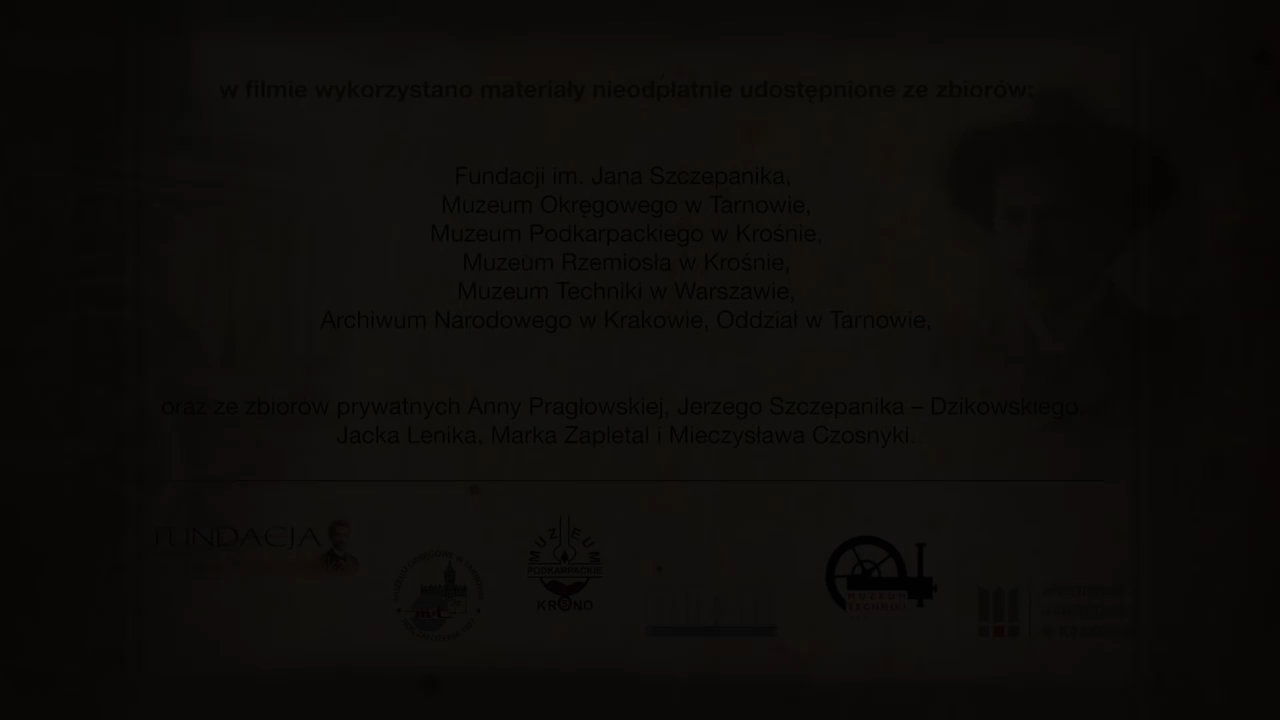 w filmie wykorzystano materiały nieodpłatnie udostępnione ze zbiorów:
Fundacji im. Jana Szczepanika,
Muzeum Okręgowego w Tarnowie,
Muzeum Podkarpackiego w Krośnie,
Muzeum Rzemiosła w Krośnie,
Muzeum Techniki w Warszawie,
Archiwum Narodowego w Krakowie, Oddział w Tarnowie,
oraz ze zbiorów prywatnych Anny Pragłowskiej, Jerzego Szczepanika – Dzikowskiego,
Jacka Lenika, Marka Zapletal i Mieczysława Czosnyki.
FUNDACJA
MUZEUM
PODKARPACKIE
KROSNO
MUZEUM
TECHNIKI